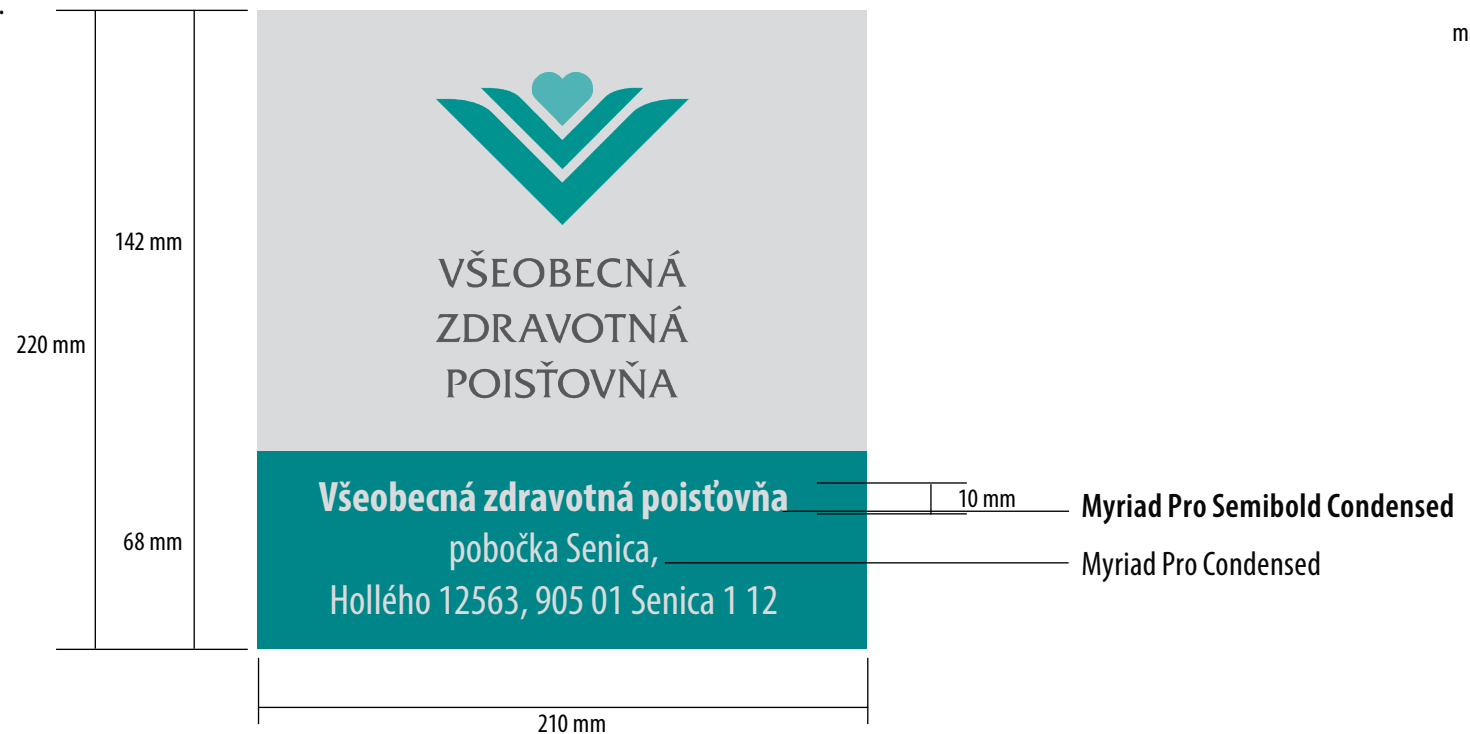 .
m
142 mm
220 mm
68 mm
VŠEOBECNÁ
ZDRAVOTNÁ
POISŤOVŇA
Všeobecná zdravotná poisťovňa
pobočka Senica,
Hollého 12563, 905 01 Senica 1 12
10 mm
Myriad Pro Semibold Condensed
Myriad Pro Condensed
210 mm